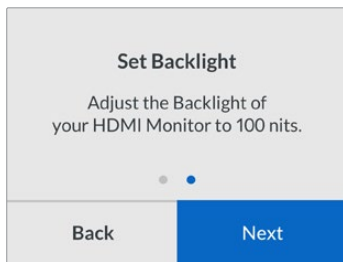 Set Backlight
Adjust the Backlight of
your HDMI Monitor to 100 nits.
Back
Next